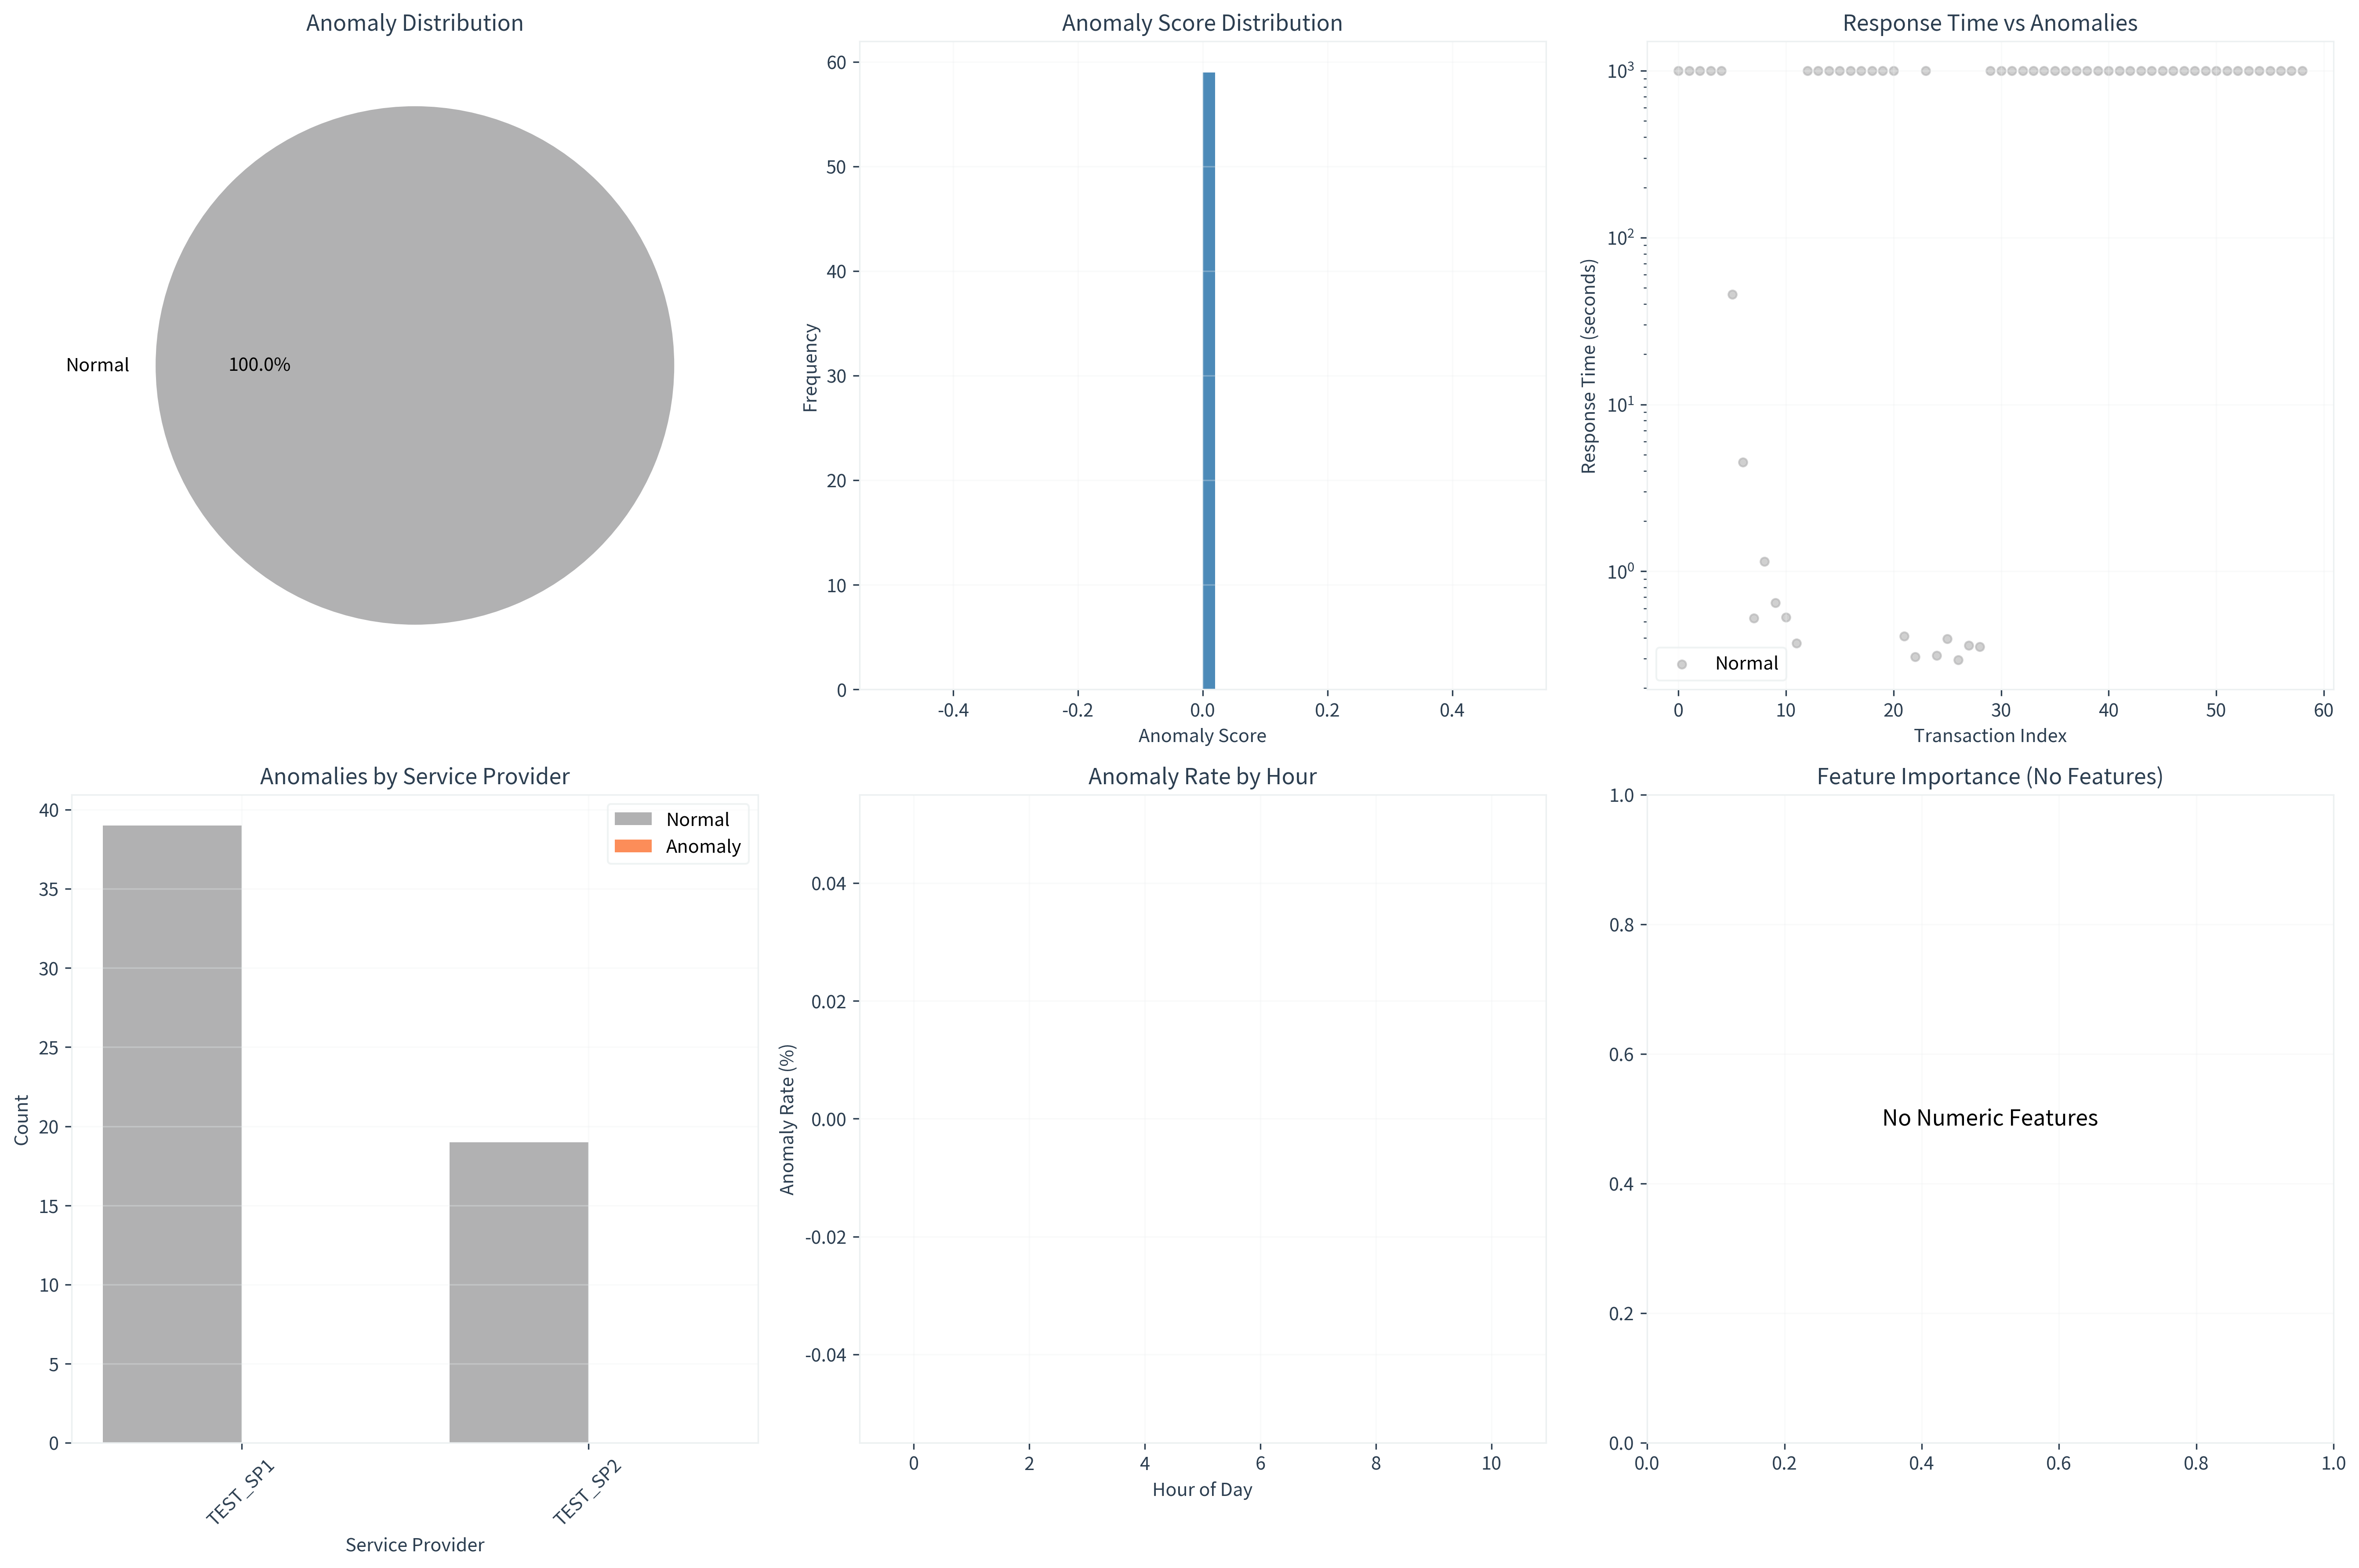 Anomaly Distribution
Normal
100.0%
Anomaly Score Distribution
60
50
40
30
20
10
0
Frequency
-0.4 -0.2 0.0 0.2 0.4
Anomaly Score
Response Time vs Anomalies
10³
10²
10¹
10⁰
Response Time (seconds)
Normal
0 10 20 30 40 50 60
Transaction Index
Anomalies by Service Provider
40
35
30
25
20
15
10
5
0
Count
Normal
Anomaly
TEST_SP1 TEST_SP2
Service Provider
Anomaly Rate by Hour
0.04
0.02
0.00
-0.02
-0.04
Anomaly Rate (%)
0 2 4 6 8 10
Hour of Day
Feature Importance (No Features)
1.0
0.8
0.6
0.4
0.2
0.0
No Numeric Features
0.0 0.2 0.4 0.6 0.8 1.0